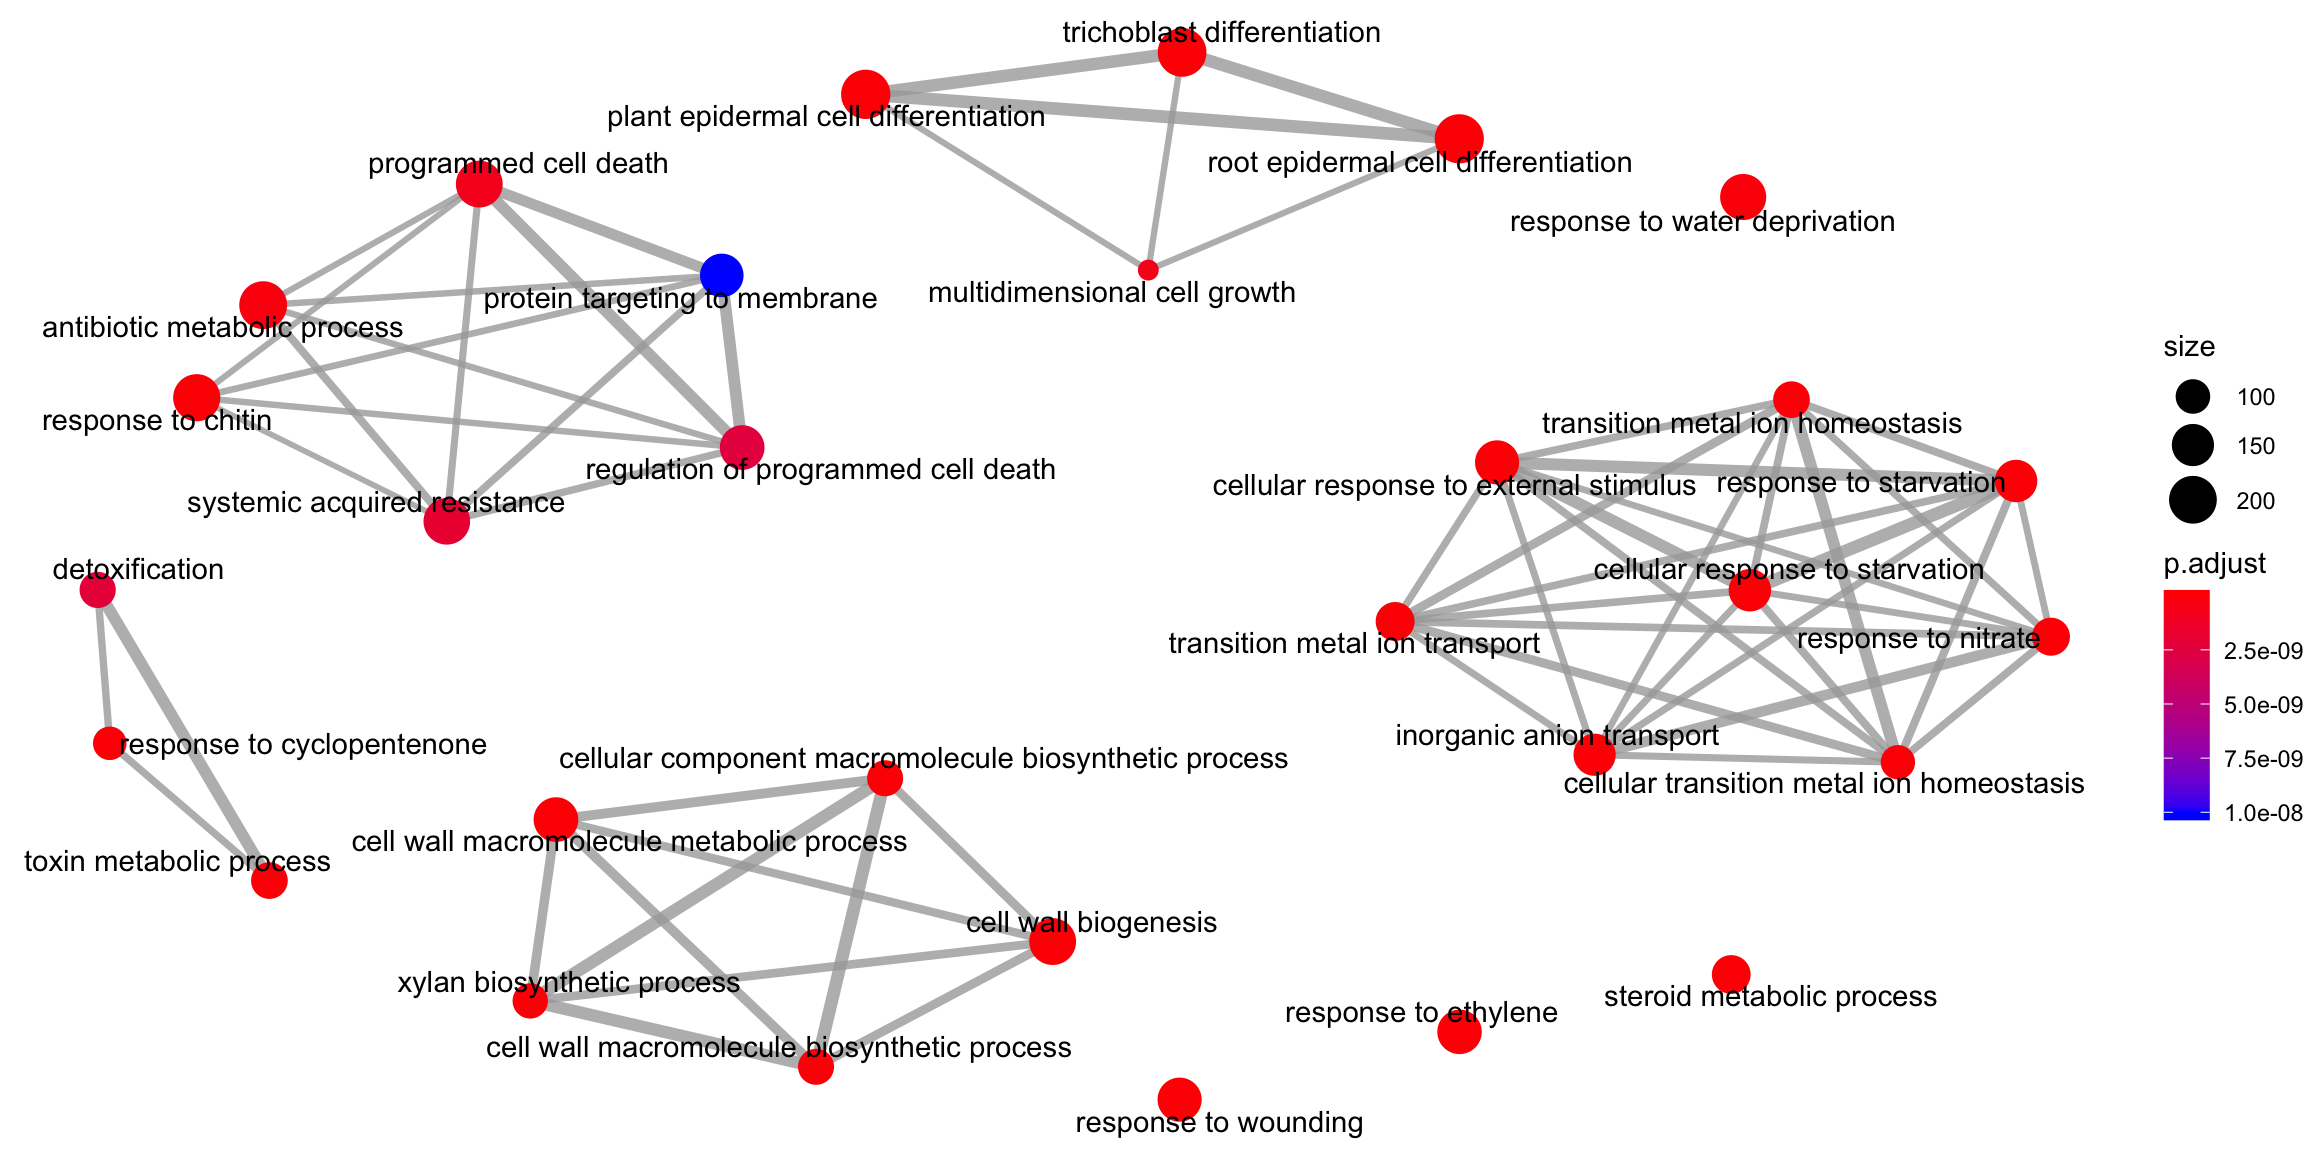 trichoblast differentiation
plant epidermal cell differentiation
programmed cell death
root epidermal cell differentiation
response to water deprivation
protein targeting to membrane
multidimensional cell growth
antibiotic metabolic process
response to chitin
regulation of programmed cell death
systemic acquired resistance
transition metal ion homeostasis
cellular response to external stimulus
response to starvation
cellular response to starvation
transition metal ion transport
response to nitrate
inorganic anion transport
cellular transition metal ion homeostasis
detoxification
response to cyclopentenone
toxin metabolic process
cellular component macromolecule biosynthetic process
cell wall macromolecule metabolic process
cell wall biogenesis
xylan biosynthetic process
cell wall macromolecule biosynthetic process
steroid metabolic process
response to ethylene
response to wounding
size
100
150
200
p.adjust
2.5e-09
5.0e-09
7.5e-09
1.0e-08